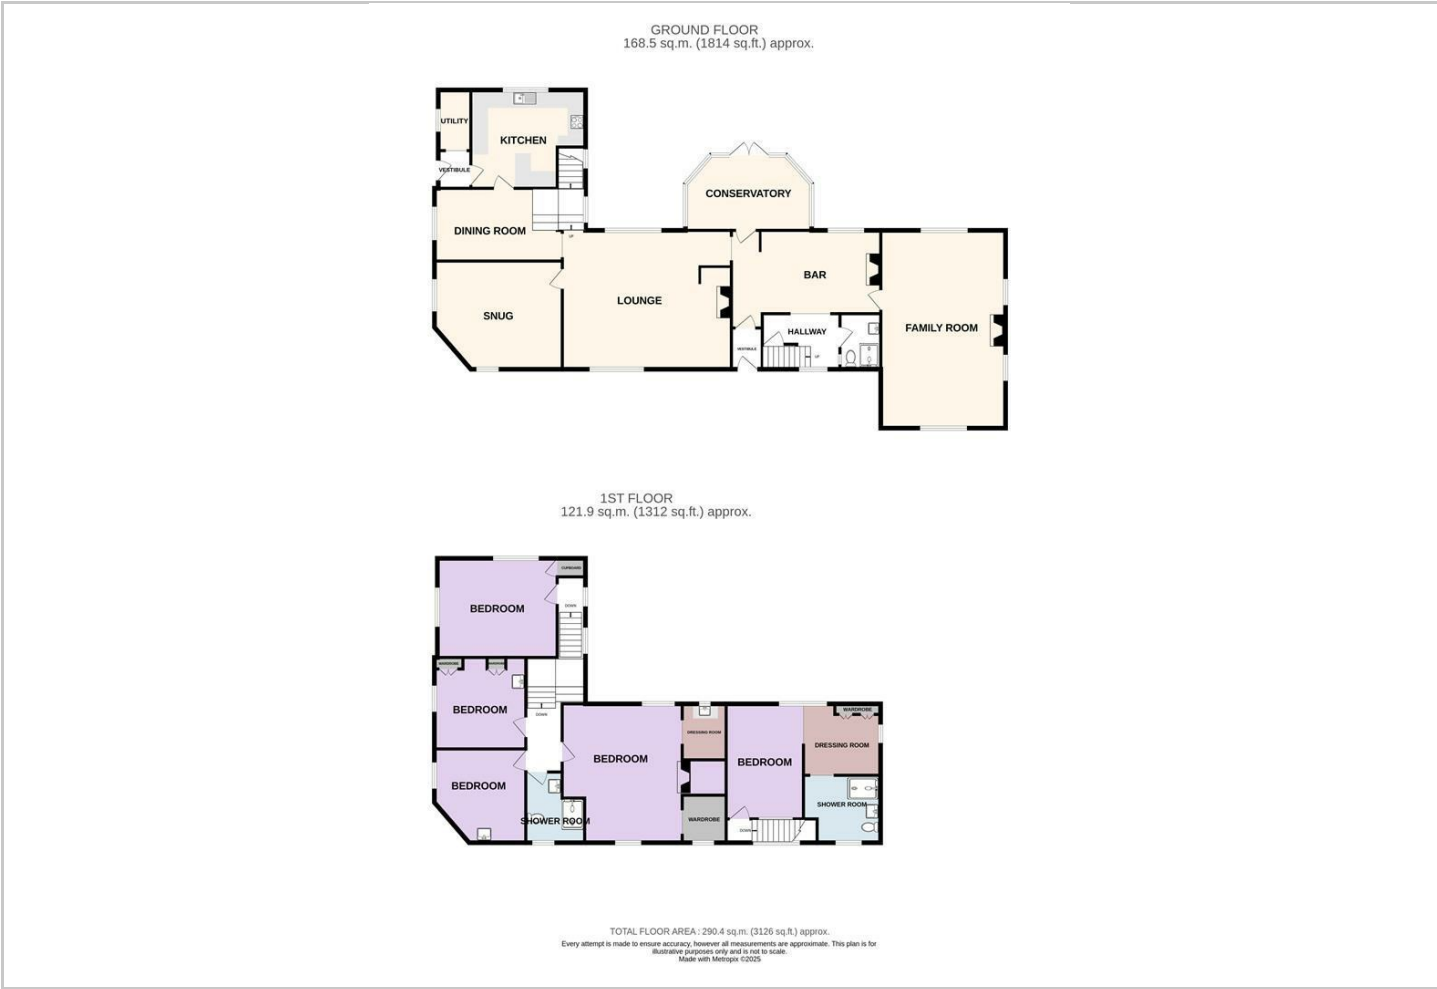 GROUND FLOOR
168.5 sq.m. (1814 sq.ft.) approx.
UTILITY
KITCHEN
VESTIBULE
CONSERVATORY
DINING ROOM
UP
BAR
LOUNGE
SNUG
FAMILY ROOM
HALLWAY
VESTIBULE
UP
1ST FLOOR
121.9 sq.m. (1312 sq.ft.) approx.
CUPBOARD
BEDROOM
DOWN
WARDROBE
WARDROBE
BEDROOM
DOWN
WARDROBE
DRESSING ROOM
DRESSING ROOM
BEDROOM
BEDROOM
BEDROOM
SHOWER ROOM
SHOWER ROOM
WARDROBE
DOWN
TOTAL FLOOR AREA : 290.4 sq.m. (3126 sq.ft.) approx.
Every attempt is made to ensure accuracy, however all measurements are approximate. This plan is for
illustrative purposes only and is not to scale.
Made with Metropix ©2025